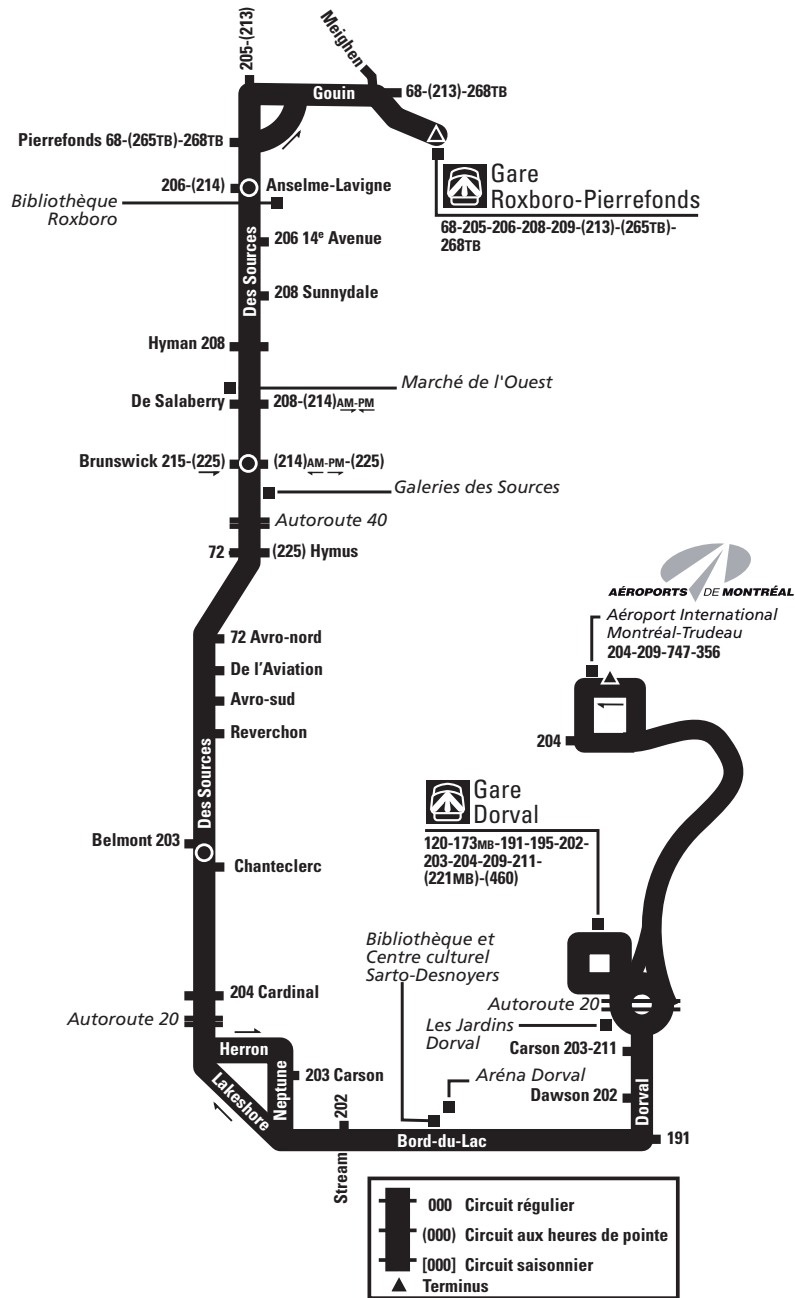 205-(213)
Meighen
Gouin
68-(213)-268TB
Pierrefonds 68-(265TB)-268TB
Gare
Roxboro-Pierrefonds
68-205-206-208-209-(213)-(265TB)-
268TB
206-(214)
Anselme-Lavigne
Bibliothèque
Roxboro
206 14e Avenue
Des Sources
208 Sunnydale
Hyman 208
Marché de l'Ouest
De Salaberry
208-(214)AM-PM
Brunswick 215-(225)
(214)AM-PM-(225)
Galeries des Sources
Autoroute 40
72
(225) Hymus
AÉROPORTS DE MONTRÉAL
Aéroport International
Montréal-Trudeau
204-209-747-356
72 Avro-nord
De l'Aviation
Avro-sud
Reverchon
204
Des Sources
Gare
Dorval
120-173MB-191-195-202-
203-204-209-211-
(221MB)-(460)
Belmont 203
Chanteclerc
Bibliothèque et
Centre culturel
Sarto-Desnoyers
204 Cardinal
Autoroute 20
Autoroute 20
Les Jardins
Dorval
Carson 203-211
Herron
Neptune
203 Carson
Lakeshore
Aréna Dorval
Dawson 202
Dorval
202
Stream
Bord-du-Lac
191
000 Circuit régulier
(000) Circuit aux heures de pointe
[000] Circuit saisonnier
Terminus